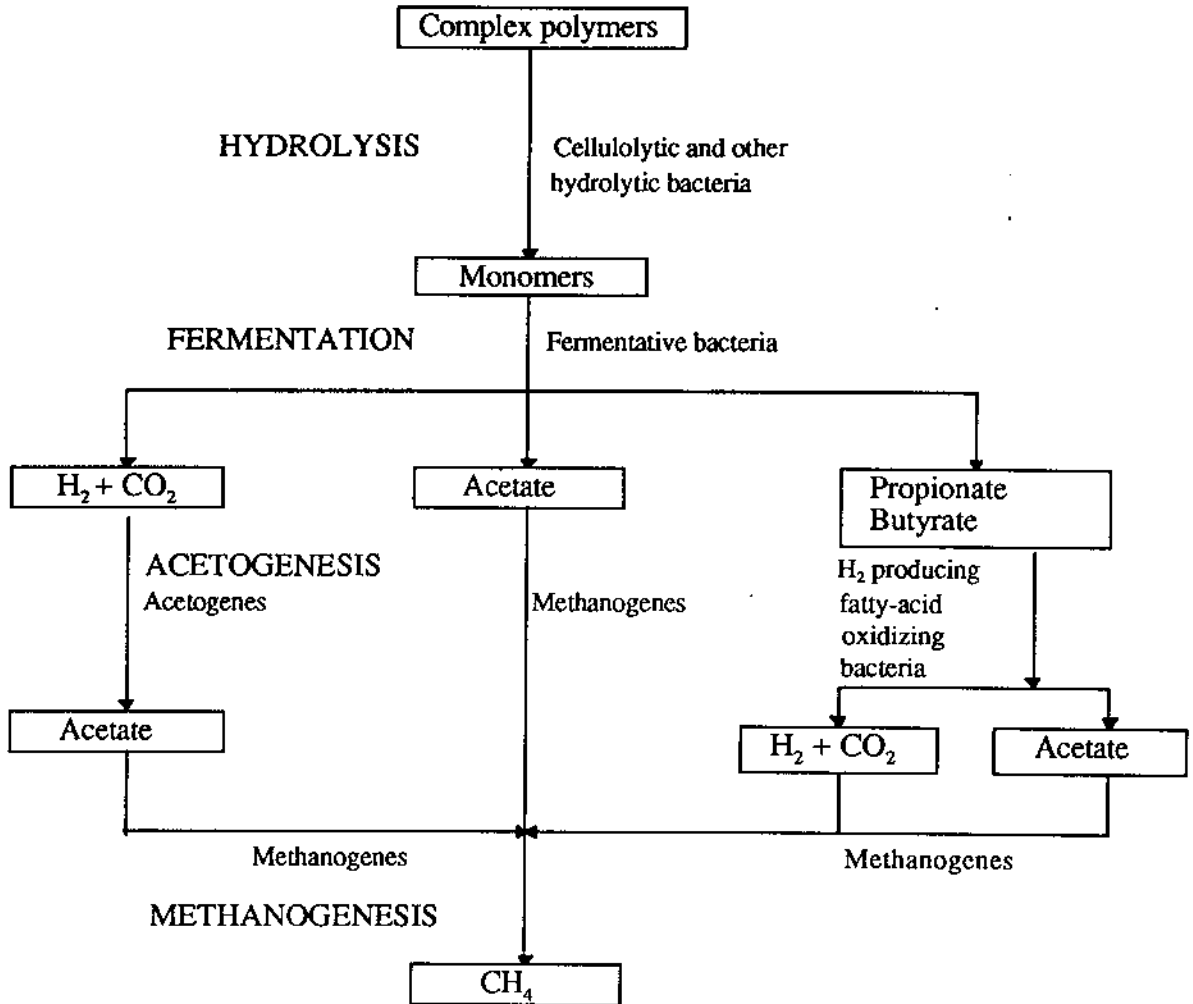 Complex polymers
HYDROLYSIS
Cellulolytic and other
hydrolytic bacteria
Monomers
FERMENTATION
Fermentative bacteria
H₂ + CO₂
Acetate
Propionate
Butyrate
ACETOGENESIS
Acetogenes
Methanogenes
H₂ producing
fatty-acid
oxidizing
bacteria
Acetate
H₂ + CO₂
Acetate
Methanogenes
Methanogenes
METHANOGENESIS
CH₄